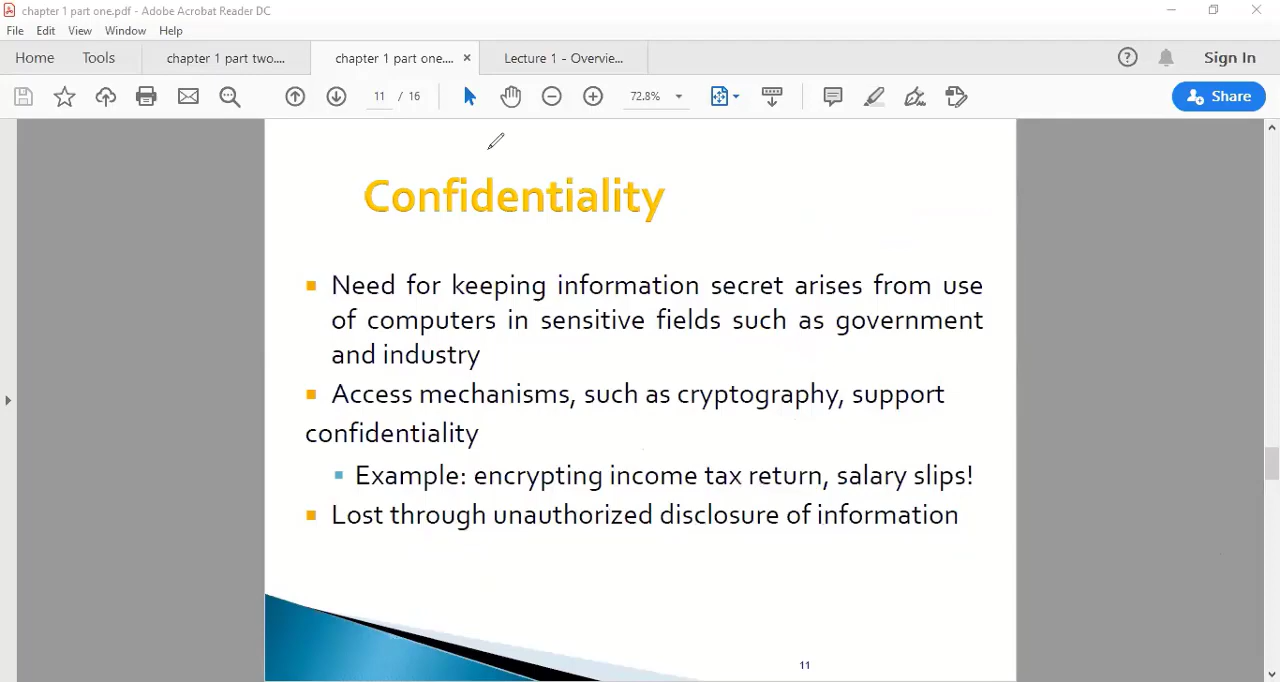 chapter 1 part one.pdf - Adobe Acrobat Reader DC
File Edit View Window Help
Home Tools chapter 1 part two.... chapter 1 part one.... × Lecture 1 - Overvie... Sign In
11 / 16 72.8% Share
Confidentiality
Need for keeping information secret arises from use
of computers in sensitive fields such as government
and industry
Access mechanisms, such as cryptography, support
confidentiality
Example: encrypting income tax return, salary slips!
Lost through unauthorized disclosure of information
11